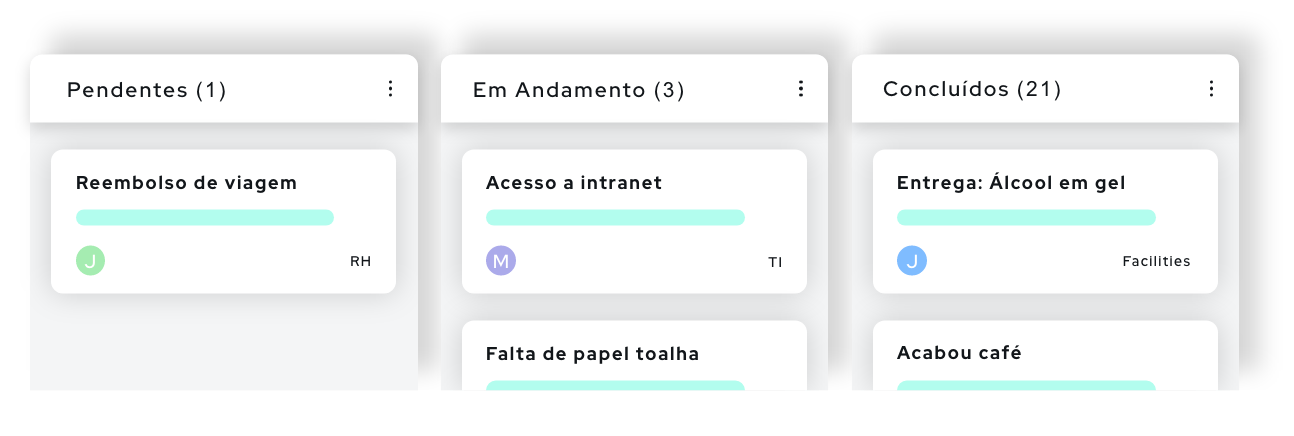 Pendentes (1)
Reembolso de viagem
J
RH
Em Andamento (3)
Acesso a intranet
M
TI
Falta de papel toalha
Concluídos (21)
Entrega: Álcool em gel
J
Facilities
Acabou café